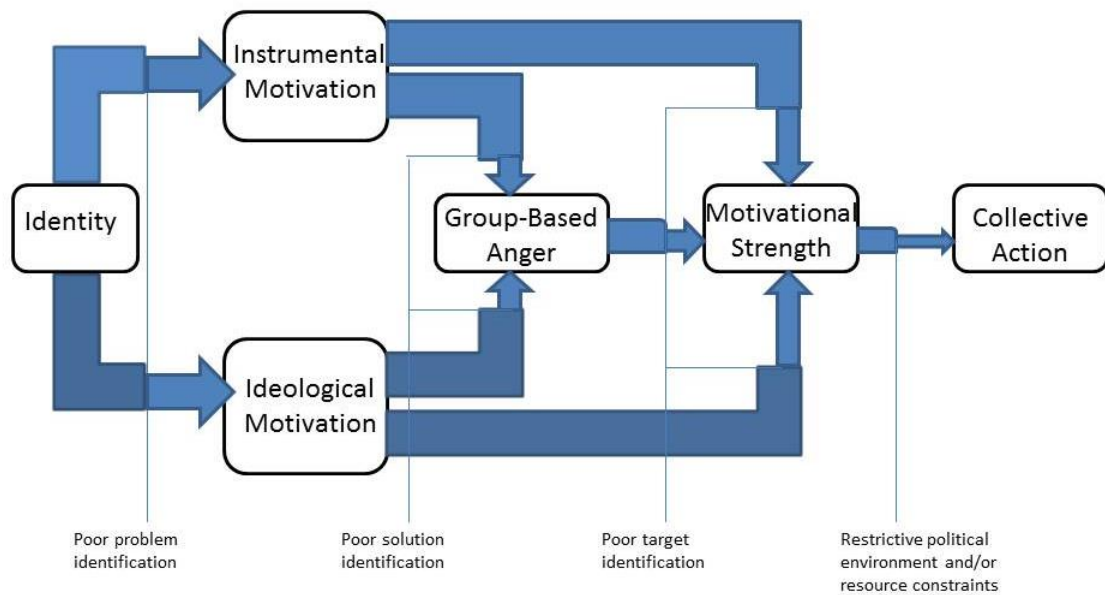 Instrumental
Motivation
Identity
Group-Based
Anger
Motivational
Strength
Collective
Action
Ideological
Motivation
Poor problem
identification
Poor solution
identification
Poor target
identification
Restrictive political
environment and/or
resource constraints